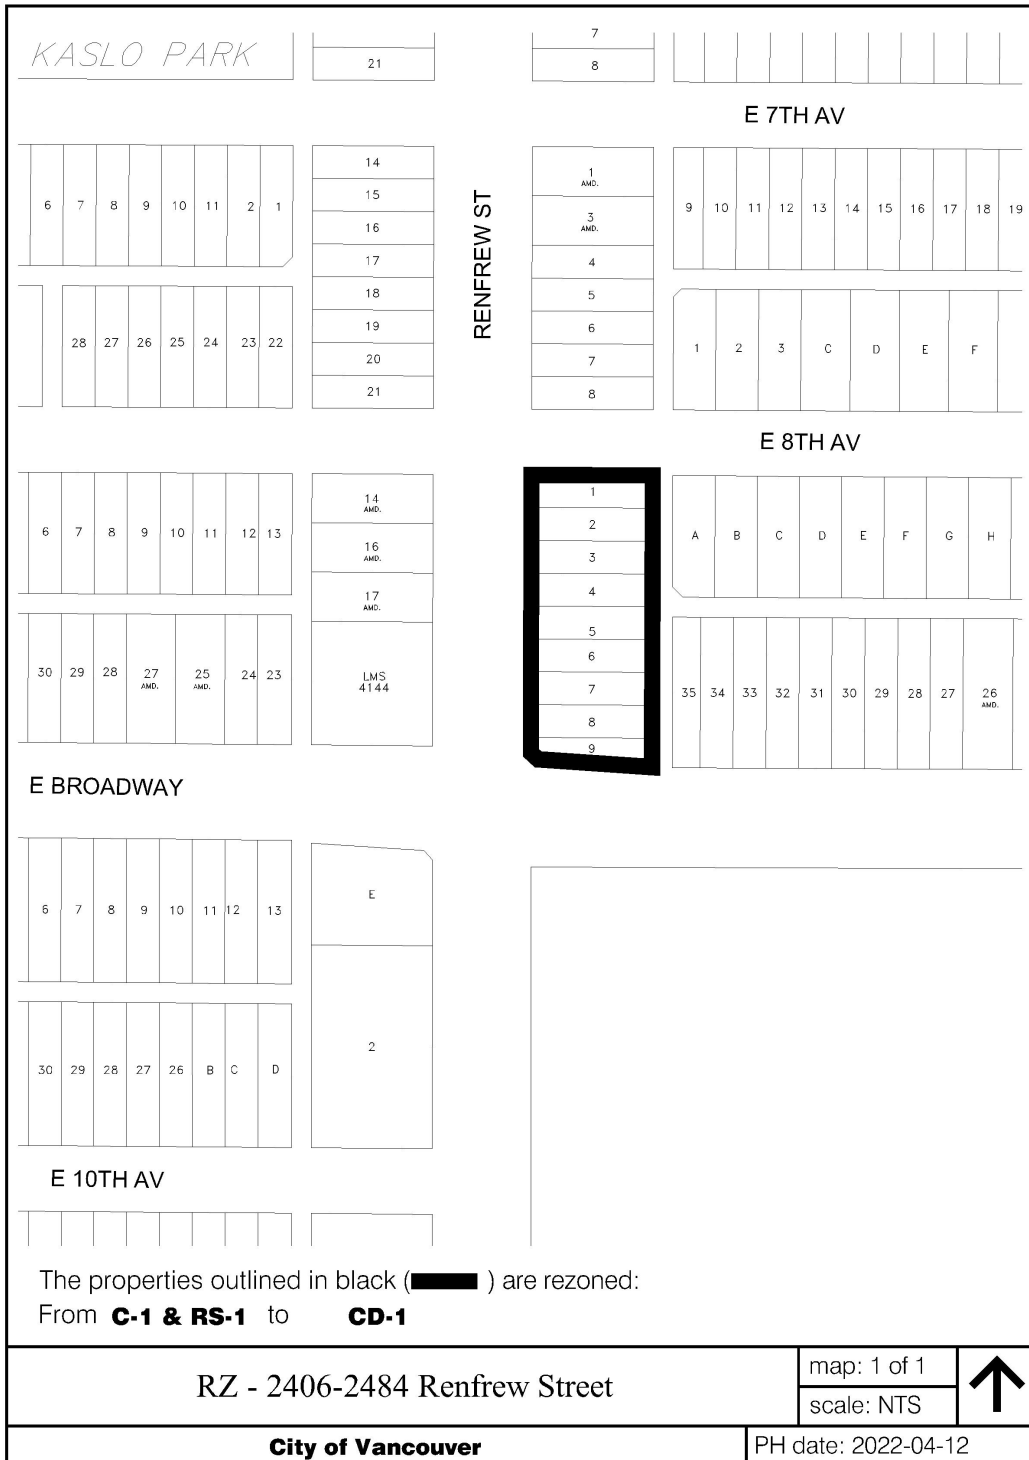 KASLO PARK
21
7
8
E 7TH AV
6 7 8 9 10 11 2 1
14
15
16
17
18
19
20
21
RENFREW ST
1
AMD.
3
AMD.
4
5
6
7
8
9 10 11 12 13 14 15 16 17 18 19
28 27 26 25 24 23 22
1 2 3 C D E F
E 8TH AV
6 7 8 9 10 11 12 13
14
AMD.
16
AMD.
17
AMD.
LMS
4144
1
2
3
4
5
6
7
8
9
A B C D E F G H
30 29 28 27 25 24 23
AMD. AMD.
35 34 33 32 31 30 29 28 27 26
AMD.
E BROADWAY
6 7 8 9 10 11 12 13
E
30 29 28 27 26 B C D
2
E 10TH AV
The properties outlined in black ( ) are rezoned:
From C-1 & RS-1 to CD-1
RZ - 2406-2484 Renfrew Street
map: 1 of 1
scale: NTS
City of Vancouver
PH date: 2022-04-12